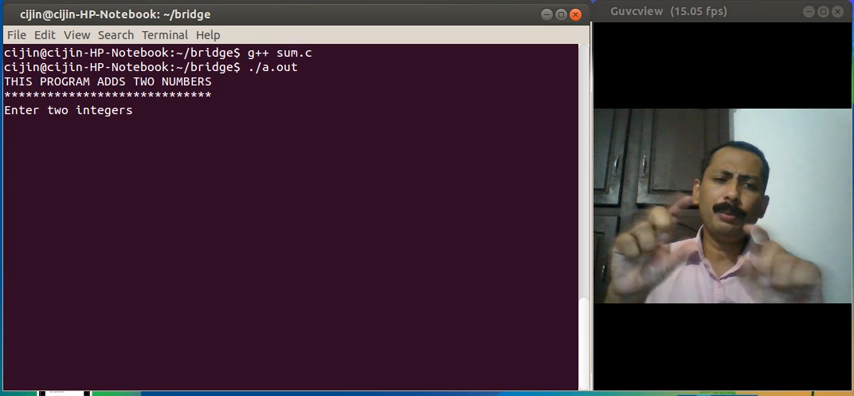 cijin@cijin-HP-Notebook: ~/bridge
File Edit View Search Terminal Help
cijin@cijin-HP-Notebook:~/bridge$ g++ sum.c
cijin@cijin-HP-Notebook:~/bridge$ ./a.out
THIS PROGRAM ADDS TWO NUMBERS
*****************************
Enter two integers
Guvcview (15.05 fps)